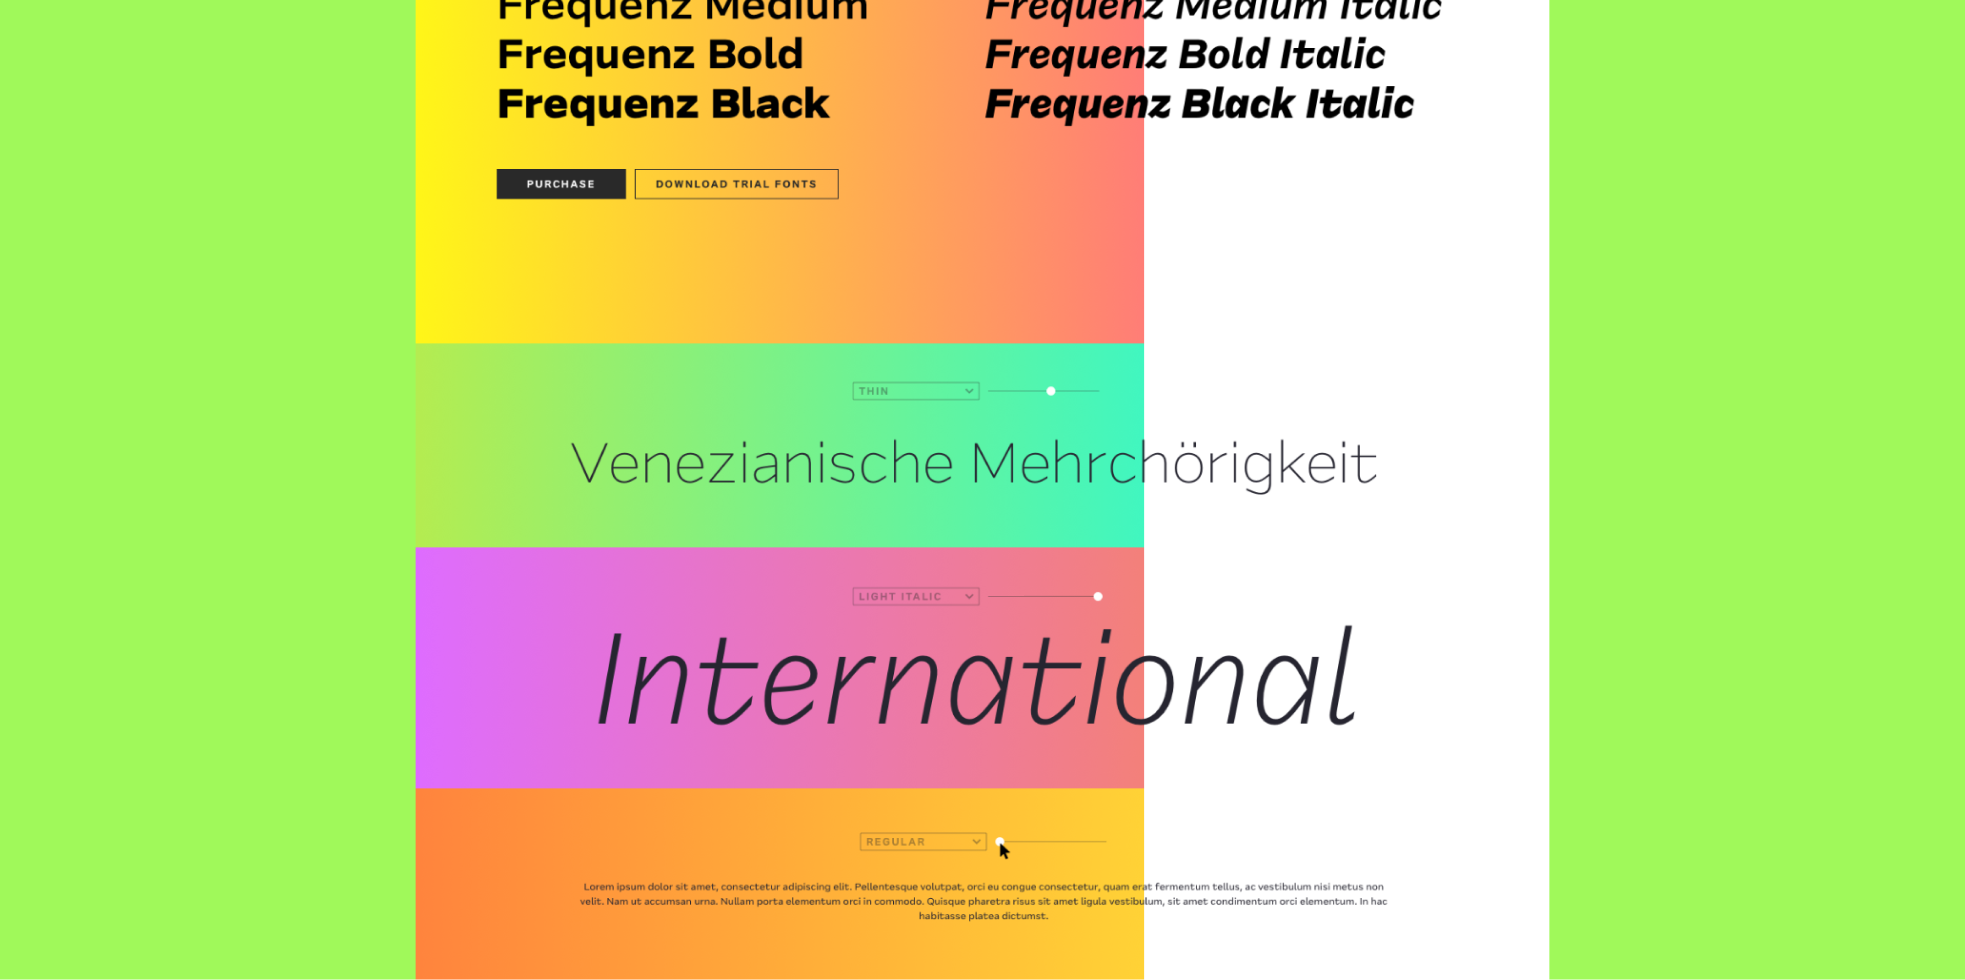 Frequenz Medium
Frequenz Medium Italic
Frequenz Bold
Frequenz Bold Italic
Frequenz Black
Frequenz Black Italic
PURCHASE
DOWNLOAD TRIAL FONTS
THIN
Venezianische Mehrchörigkeit
LIGHT ITALIC
International
REGULAR
Lorem ipsum dolor sit amet, consectetur adipiscing elit. Pellentesque volutpat, orci eu congue consectetur, quam erat fermentum tellus, ac vestibulum nisi metus non
velit. Nam ut accumsan urna. Nullam porta elementum orci in commodo. Quisque pharetra risus sit amet ligula vestibulum, sit amet condimentum orci elementum. In hac
habitasse platea dictumst.